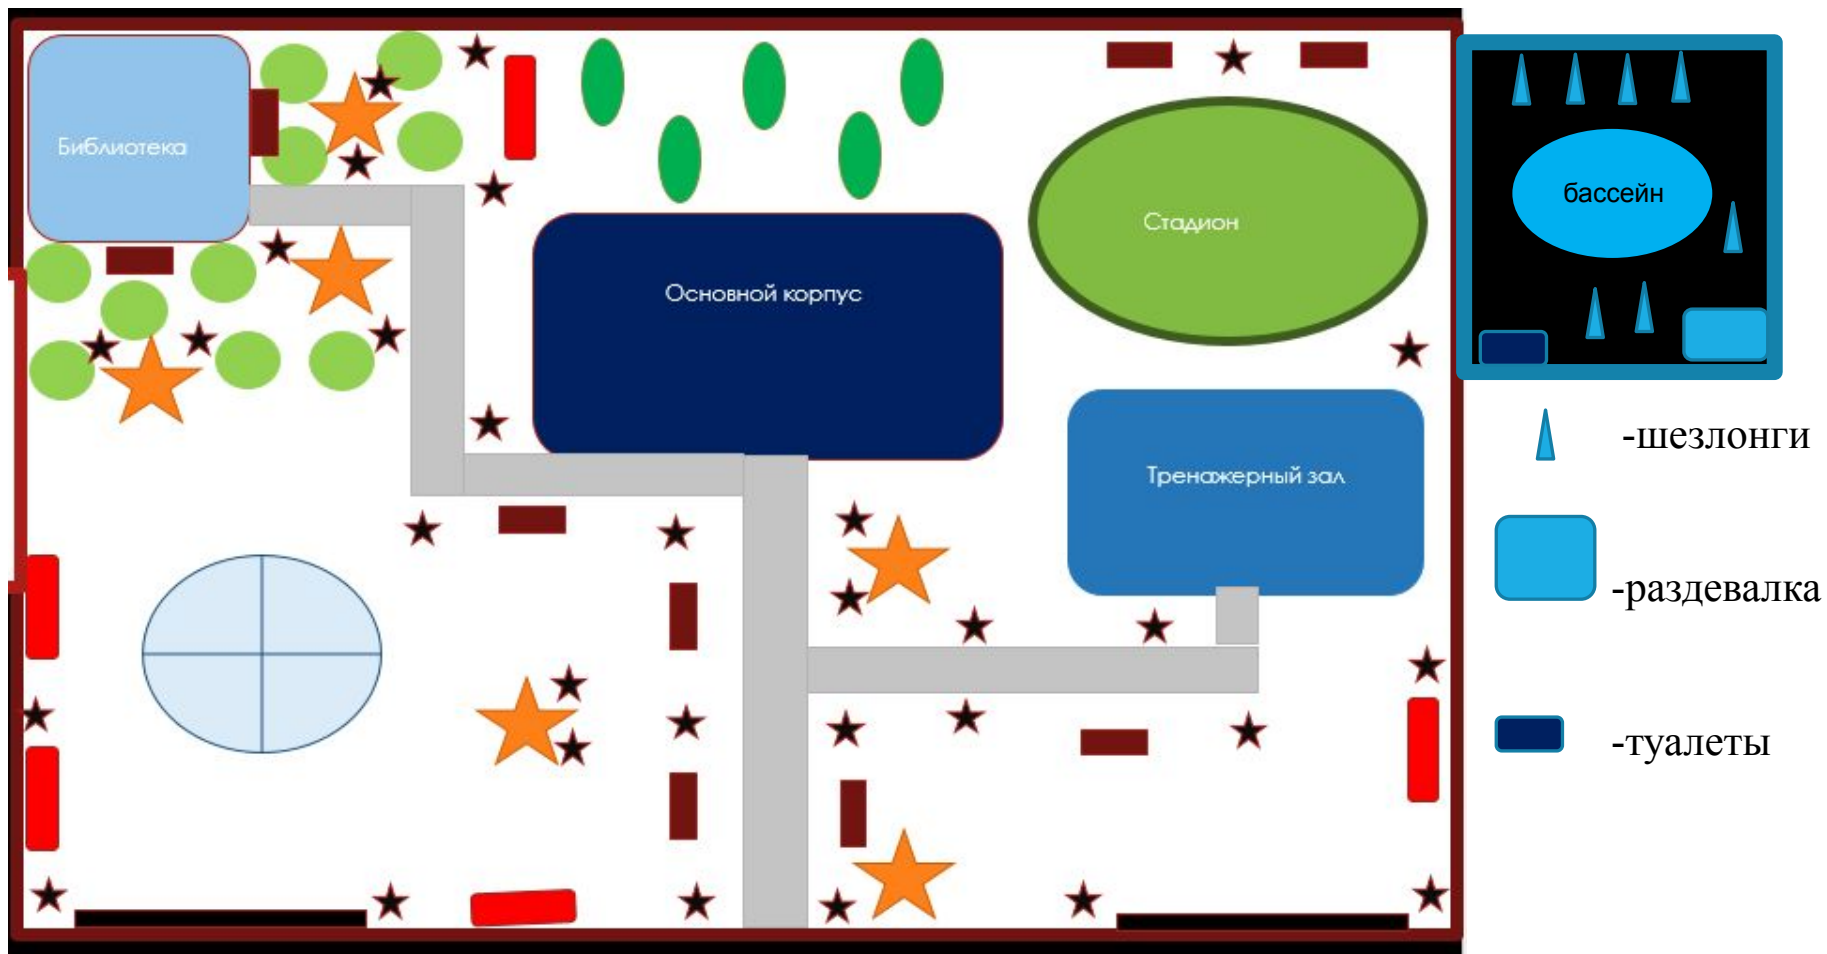 Библиотека
Основной корпус
Стадион
Тренажерный зал
бассейн
-шезлонги
-раздевалка
-туалеты